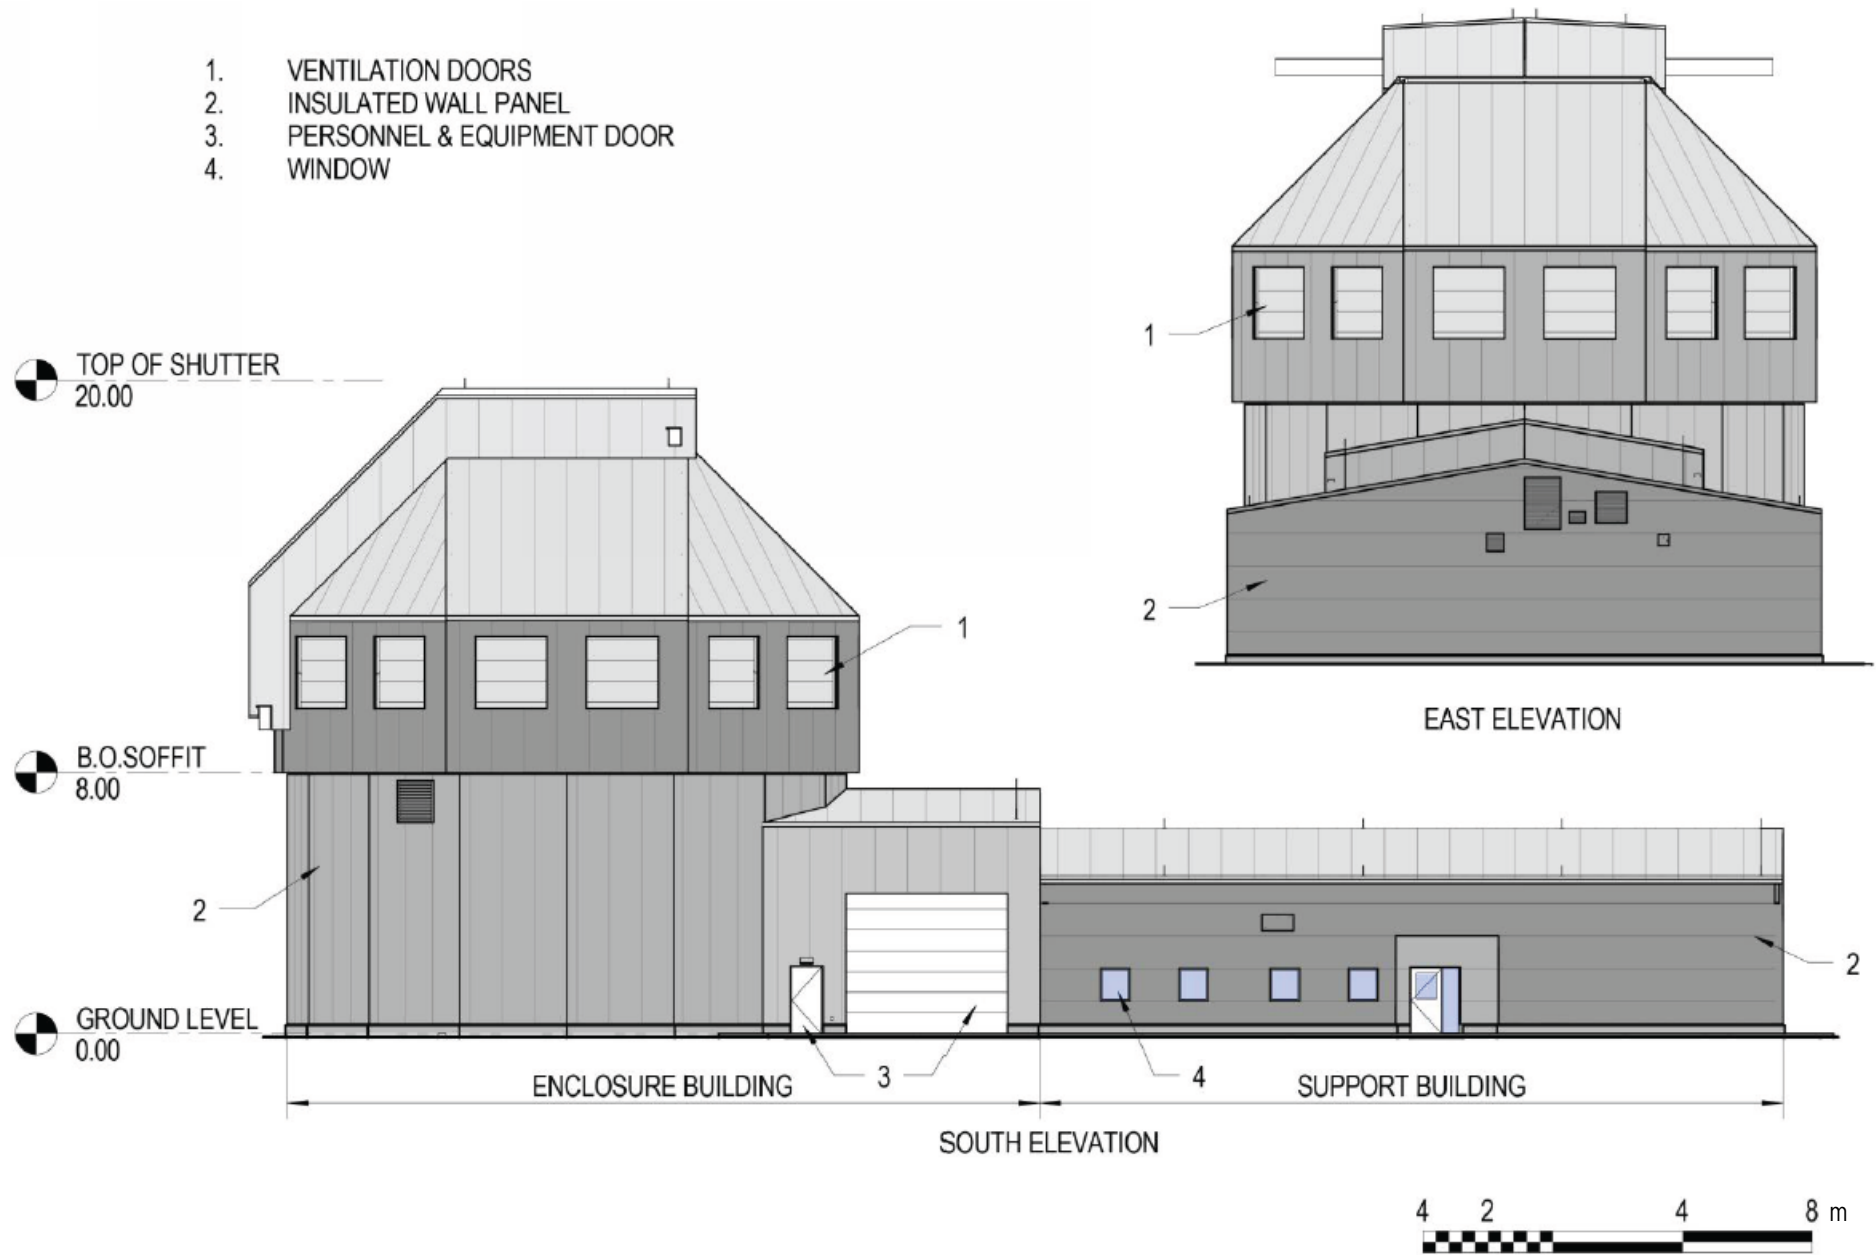 1. VENTILATION DOORS
2. INSULATED WALL PANEL
3. PERSONNEL & EQUIPMENT DOOR
4. WINDOW
1
2
EAST ELEVATION
TOP OF SHUTTER
20.00
1
B.O.SOFFIT
8.00
2
2
GROUND LEVEL
0.00
3
4
ENCLOSURE BUILDING
SUPPORT BUILDING
SOUTH ELEVATION
4 2 4 8 m